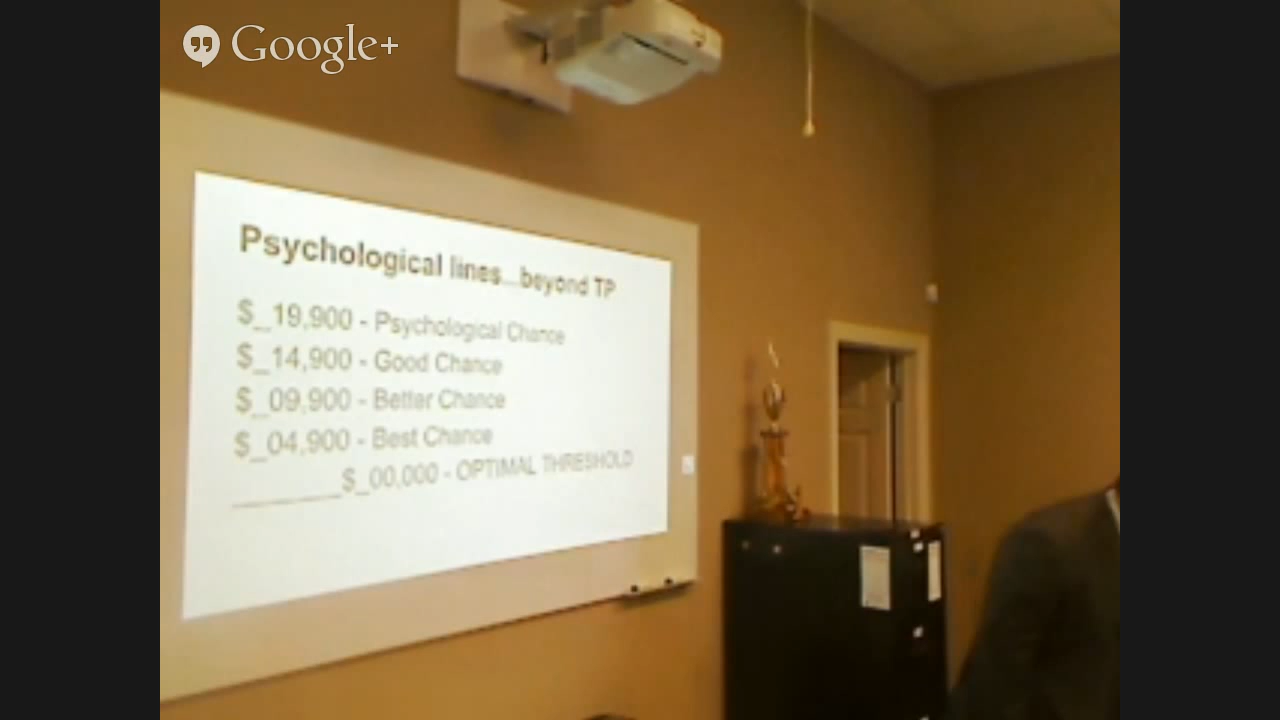 Google+
Psychological lines...beyond TP
$_19,900 - Psychological Chance
$_14,900 - Good Chance
$_09,900 - Better Chance
$_04,900 - Best Chance
_______$_00,000 - OPTIMAL THRESHOLD